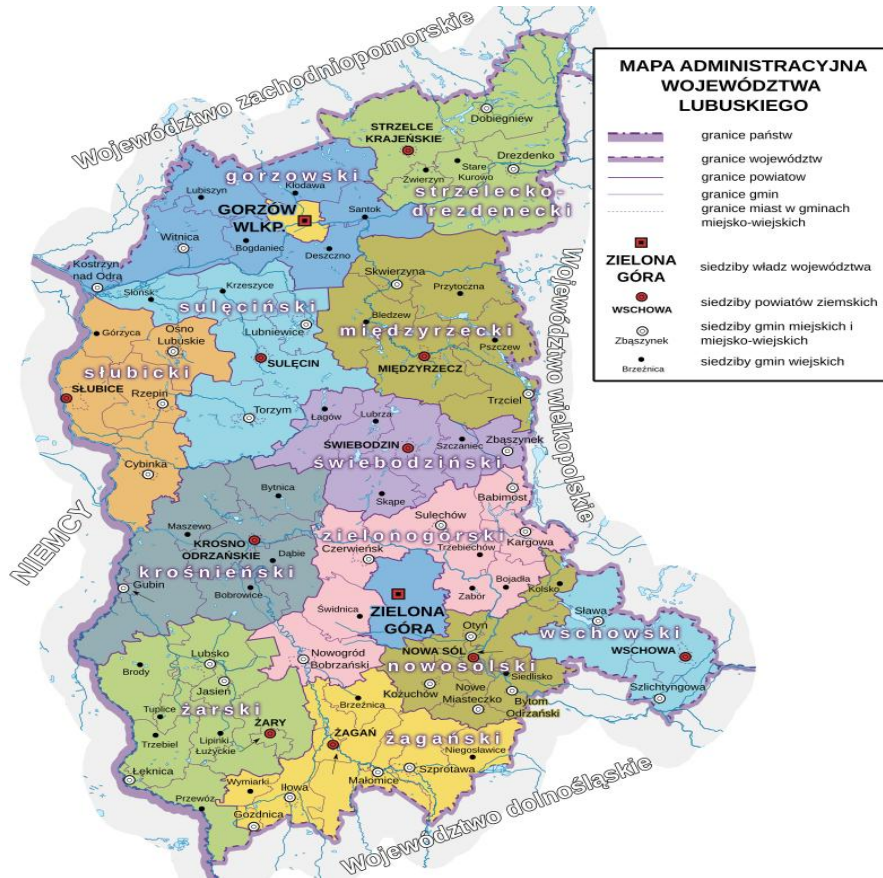 MAPA ADMINISTRACYJNA
WOJEWÓDZTWA
LUBUSKIEGO
granice państw
granice województw
granice powiatow
granice gmin
granice miast w gminach
miejsko-wiejskich
ZIELONA
GÓRA
siedziby władz województwa
WSCHOWA
siedziby powiatów ziemskich
Zbąszynek
siedziby gmin miejskich i
miejsko-wiejskich
Brzeźnica
siedziby gmin wiejskich
Województwo zachodniopomorskie
Województwo wielkopolskie
Województwo dolnośląskie
NIEMCY
Dobiegniew
STRZELCE
KRAJEŃSKIE
Drezdenko
Stare
Kurowo
Zwierzyn
strzelecko-
drezdenecki
gorzowski
Kłodawa
Lubiszyn
GORZÓW
WLKP.
Santok
Witnica
Bogdaniec
Deszczno
Kostrzyn
nad Odrą
Słońsk
Krzeszyce
sulęciński
Lubniewice
SULĘCIN
Torzym
Skwierzyna
Przytoczna
Bledzew
międzyrzecki
Pszczew
MIĘDZYRZECZ
Trzciel
Górzyca
Ośno
Lubuskie
słubicki
SŁUBICE
Rzepin
Cybinka
Łagów
Lubrza
ŚWIEBODZIN
Szczaniec
Zbąszynek
świebodziński
Skąpe
Babimost
Bytnica
Maszewo
KROSNO
ODRZAŃSKIE
Dąbie
krośnieński
Gubin
Bobrowice
Sulechów
zielonogórski
Kargowa
Czerwieńsk
Trzebiechów
Bojadła
Zabór
Kolsko
ZIELONA
GÓRA
Świdnica
Nowogród
Bobrzański
Otyń
NOWA SÓL
nowosolski
Siedlisko
Kożuchów
Nowe
Miasteczko
Bytom
Odrzański
Sława
wschowski
WSCHOWA
Szlichtyngowa
Lubsko
Brody
Jasień
Tuplice
żarski
ŻARY
Trzebiel
Lipinki
Łużyckie
Łęknica
Przewóz
Brzeźnica
ŻAGAŃ
żagański
Niegosławice
Szprotawa
Małomice
Wymiarki
Iłowa
Gozdnica